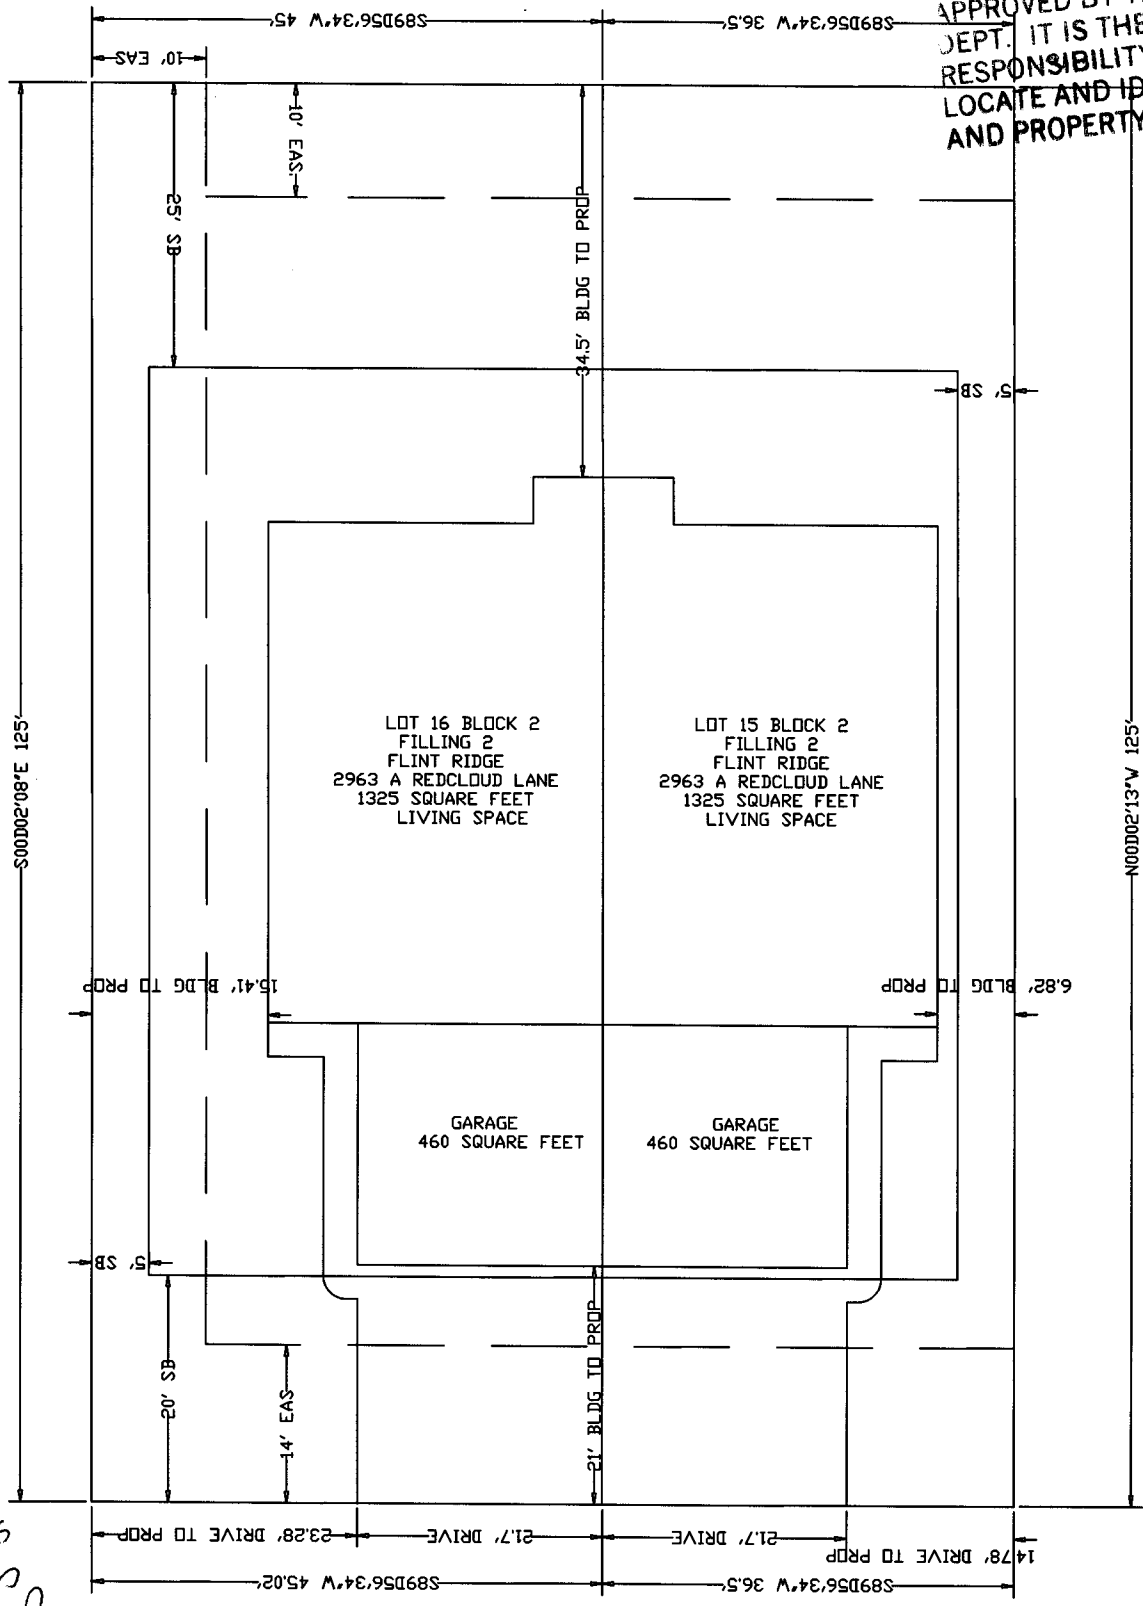 S89D56'34"W 45'
S89D56'34"W 36.5'
APPROVED BY
DEPT. IT IS THE
RESPONSIBILITY
LOCATE AND ID
AND PROPERTY
10' EAS
10' EAS.
25' SB
34.5' BLDG TO PROP
5' SB
S00D02'08"E 125'
N00D02'13"W 125'
LOT 16 BLOCK 2
FILLING 2
FLINT RIDGE
2963 A REDCLOUD LANE
1325 SQUARE FEET
LIVING SPACE
LOT 15 BLOCK 2
FILLING 2
FLINT RIDGE
2963 A REDCLOUD LANE
1325 SQUARE FEET
LIVING SPACE
15.41' BLDG TO PROP
6.82' BLDG TO PROP
GARAGE
460 SQUARE FEET
GARAGE
460 SQUARE FEET
5' SB
20' SB
14' EAS
21' BLDG TO PROP
23.28' DRIVE TO PROP
21.7' DRIVE
21.7' DRIVE
14.78' DRIVE TO PROP
S89D56'34"W 45.02'
S89D56'34"W 36.5'